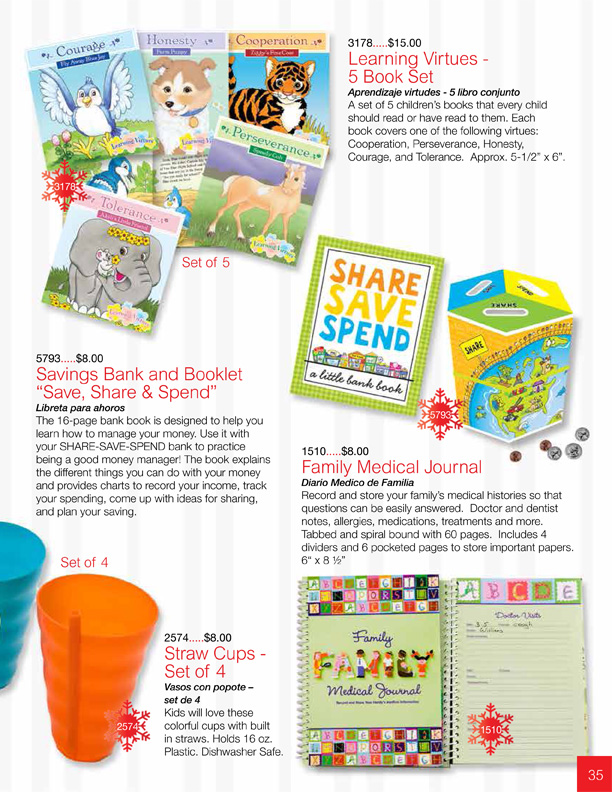 3178.....$15.00
Learning Virtues -
5 Book Set
Aprendizaje virtudes - 5 libro conjunto
A set of 5 children's books that every child
should read or have read to them. Each
book covers one of the following virtues:
Cooperation, Perseverance, Honesty,
Courage, and Tolerance.  Approx. 5-1/2” x 6”.
Courage
Fly Away Blue Jay
Honesty
Cooperation
Perseverance
Tolerance
Learning Virtues
3178
Set of 5
SHARE
SAVE
SPEND
a little bank book
SHARE
SHARE
5793
5793.....$8.00
Savings Bank and Booklet
“Save, Share & Spend”
Libreta para ahoros
The 16-page bank book is designed to help you
learn how to manage your money. Use it with
your SHARE-SAVE-SPEND bank to practice
being a good money manager! The book explains
the different things you can do with your money
and provides charts to record your income, track
your spending, come up with ideas for sharing,
and plan your saving.
1510.....$8.00
Family Medical Journal
Diario Medico de Familia
Record and store your family's medical histories so that
questions can be easily answered.  Doctor and dentist
notes, allergies, medications, treatments and more.
Tabbed and spiral bound with 60 pages.  Includes 4
dividers and 6 pocketed pages to store important papers.
6“ x 8 ½”
Set of 4
2574.....$8.00
Straw Cups -
Set of 4
Vasos con popote –
set de 4
Kids will love these
colorful cups with built
in straws. Holds 16 oz.
Plastic. Dishwasher Safe.
2574
Family
Medical Journal
A B C D E
Doctor Visits
1510
35